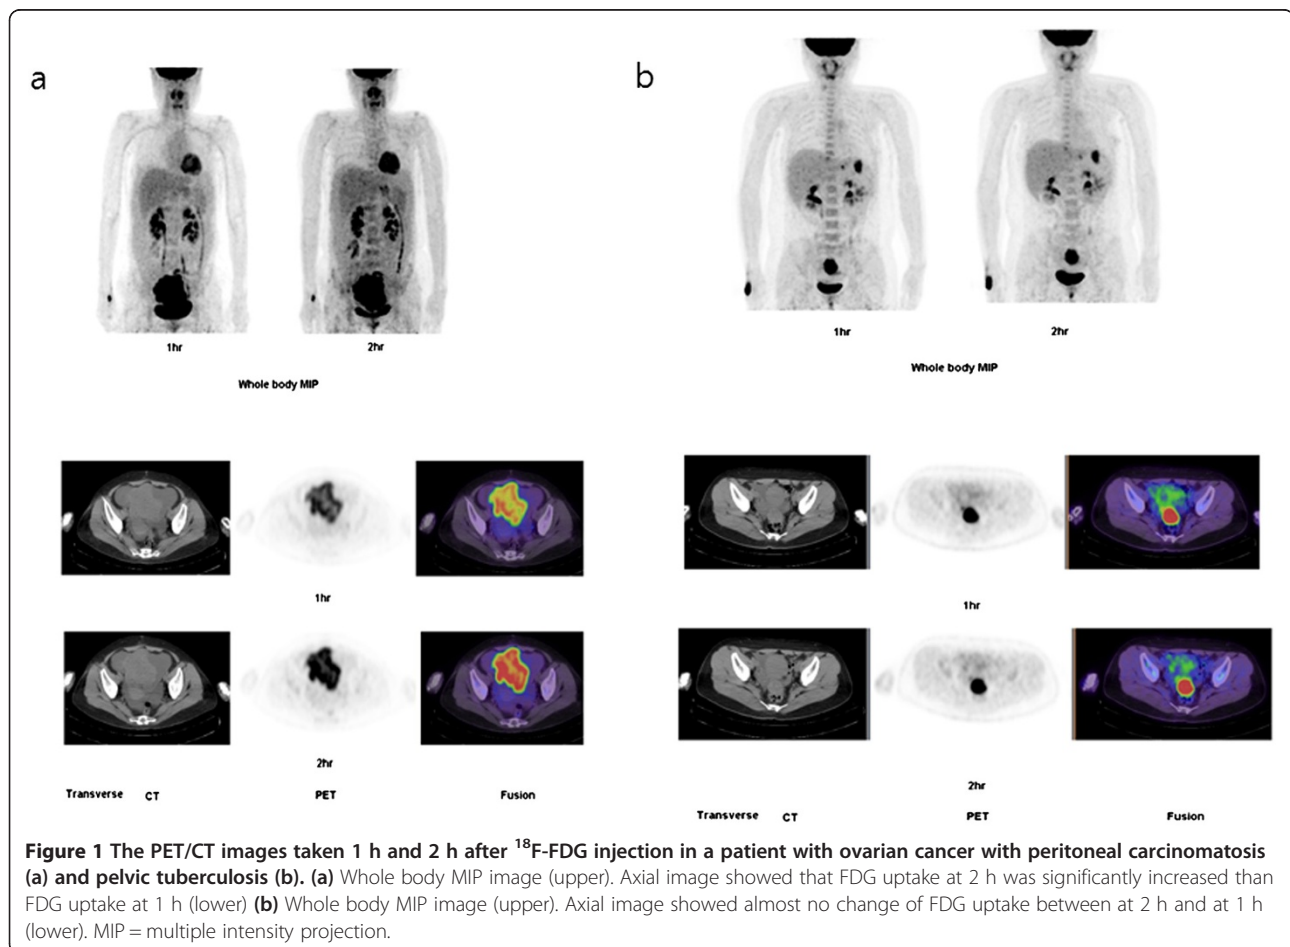 a
b
1hr
2hr
Whole body MIP
1hr
2hr
Whole body MIP
1hr
2hr
Transverse CT PET Fusion
1hr
2hr
Transverse CT PET Fusion
Figure 1 The PET/CT images taken 1 h and 2 h after 18F-FDG injection in a patient with ovarian cancer with peritoneal carcinomatosis
(a) and pelvic tuberculosis (b). (a) Whole body MIP image (upper). Axial image showed that FDG uptake at 2 h was significantly increased than
FDG uptake at 1 h (lower) (b) Whole body MIP image (upper). Axial image showed almost no change of FDG uptake between at 2 h and at 1 h
(lower). MIP = multiple intensity projection.